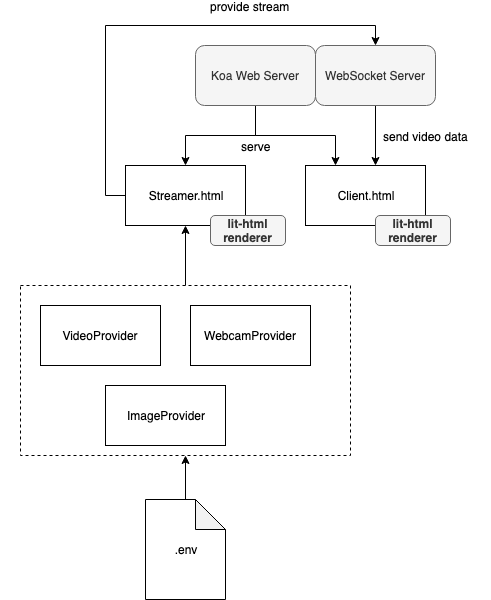 provide stream
Koa Web Server
WebSocket Server
send video data
serve
Streamer.html
Client.html
lit-html
renderer
lit-html
renderer
VideoProvider
WebcamProvider
ImageProvider
.env